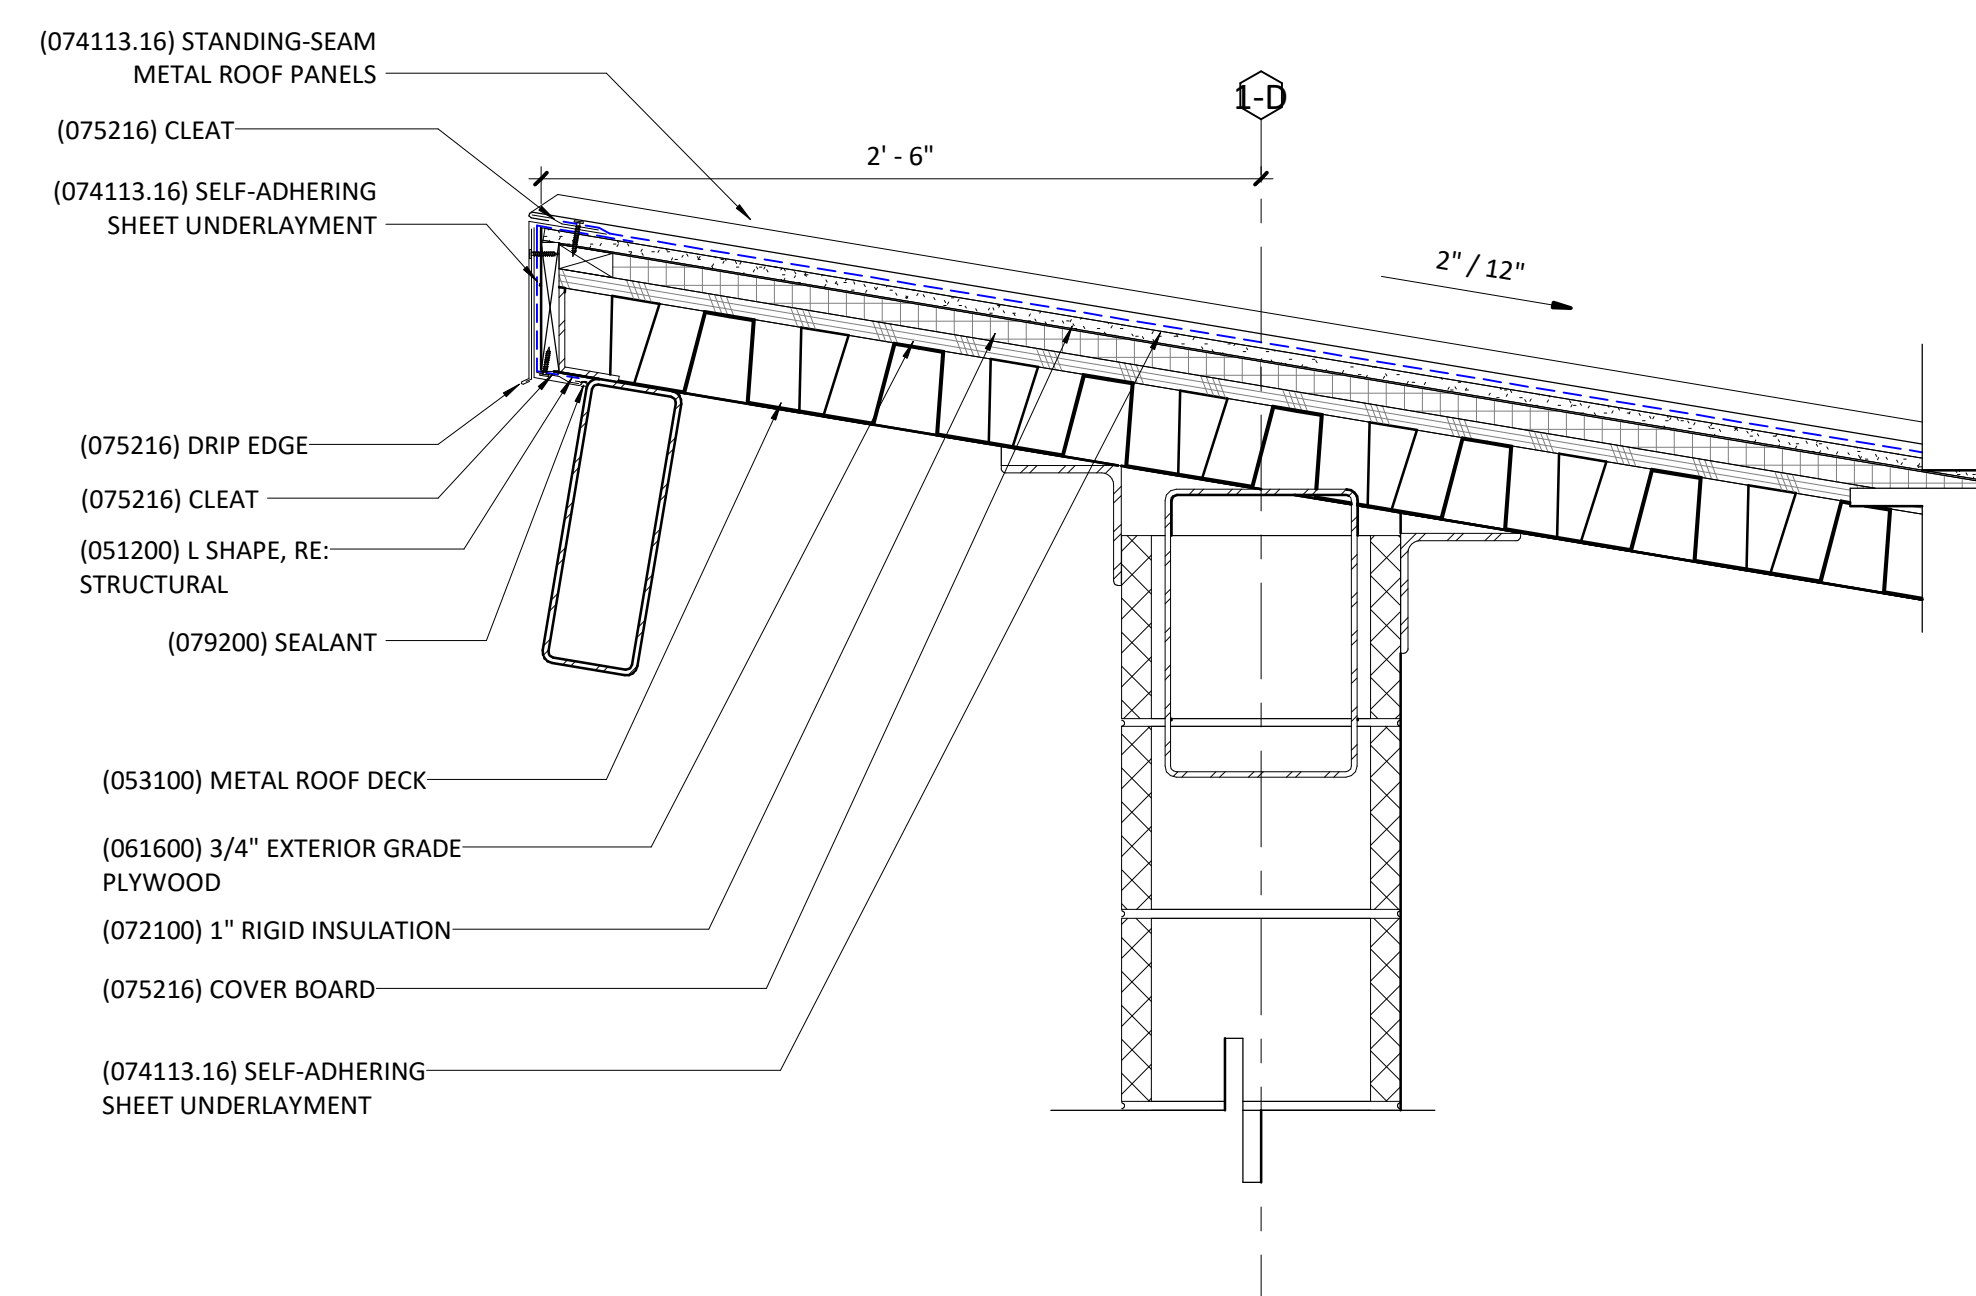 (074113.16) STANDING-SEAM
METAL ROOF PANELS
1-D
(075216) CLEAT
2' - 6"
(074113.16) SELF-ADHERING
SHEET UNDERLAYMENT
2" / 12"
(075216) DRIP EDGE
(075216) CLEAT
(051200) L SHAPE, RE:
STRUCTURAL
(079200) SEALANT
(053100) METAL ROOF DECK
(061600) 3/4" EXTERIOR GRADE
PLYWOOD
(072100) 1" RIGID INSULATION
(075216) COVER BOARD
(074113.16) SELF-ADHERING
SHEET UNDERLAYMENT